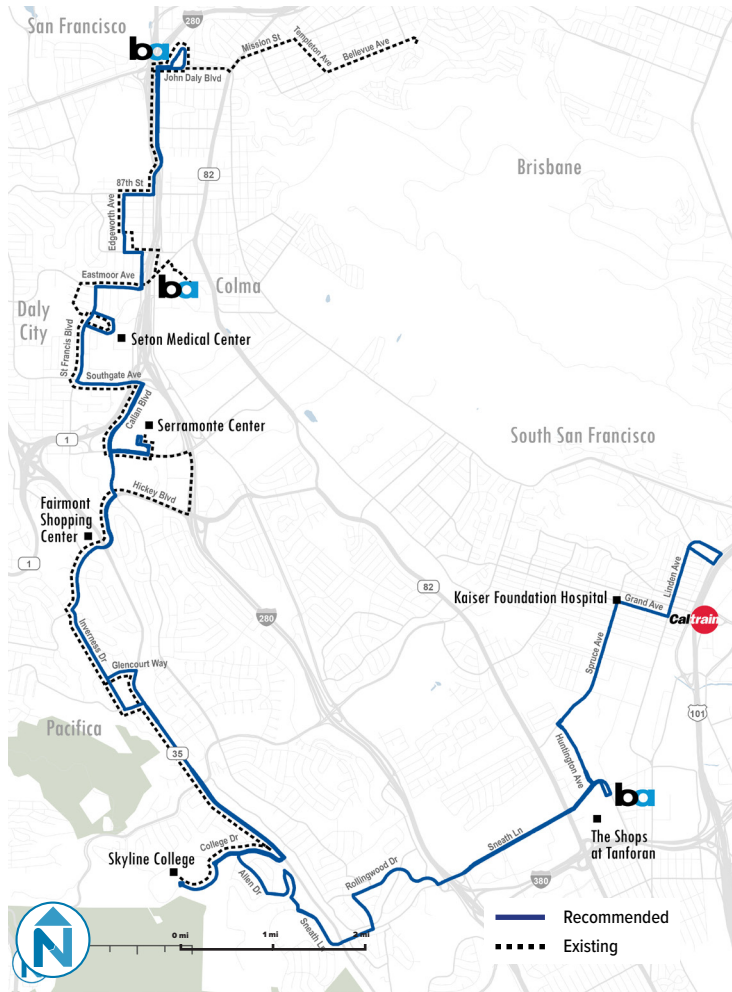 San Francisco
280
ba
Mission St
Templeton Ave
Bellevue Ave
John Daly Blvd
82
Brisbane
87th St
Edgeworth Ave
Eastmoor Ave
ba
Colma
Daly
City
St Francis Blvd
Seton Medical Center
Southgate Ave
Callan Blvd
1
Serramonte Center
South San Francisco
Hickey Blvd
Fairmont
Shopping
Center
1
Linden Ave
82
Kaiser Foundation Hospital
Grand Ave
Caltrain
280
Inverness Dr
Spruce Ave
Glencourt Way
101
Pacifica
35
Huntington Ave
ba
The Shops
at Tanforan
College Dr
Sneath Ln
Skyline College
Rollingwood Dr
Allen Dr
380
Sneath Ln
0 mi
1 mi
2 mi
N
N
Recommended
Existing